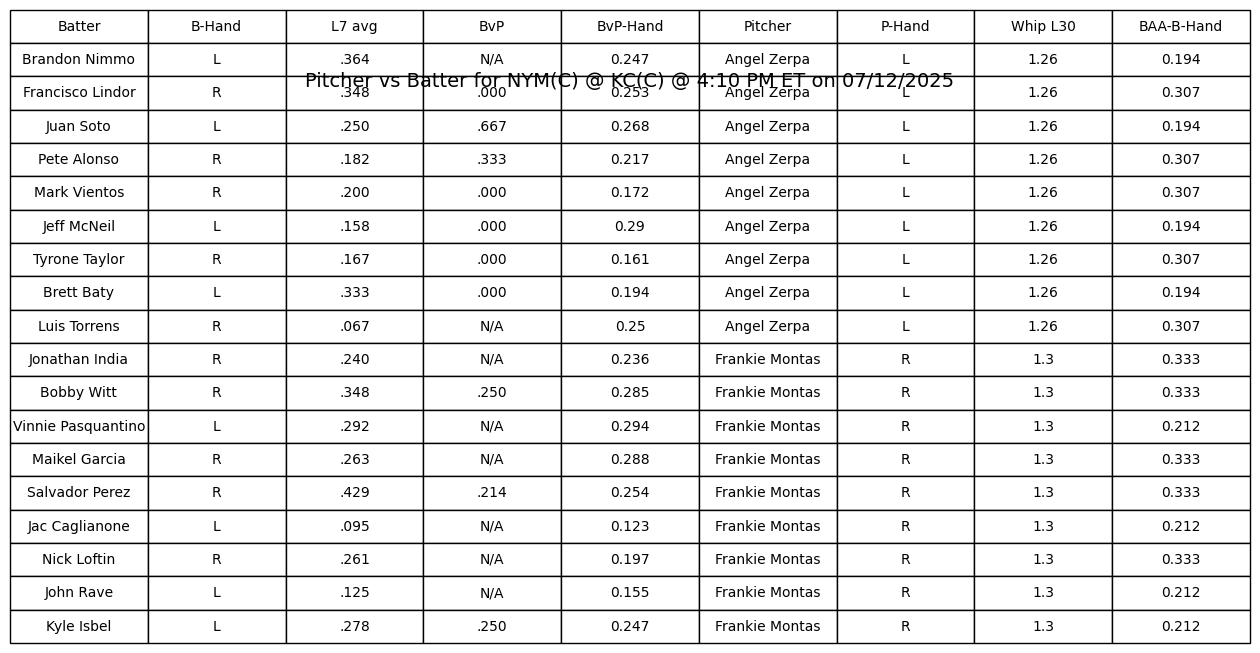 Batter B-Hand L7 avg BvP BvP-Hand Pitcher P-Hand Whip L30 BAA-B-Hand
Brandon Nimmo L .364 N/A 0.247 Angel Zerpa L 1.26 0.194
Pitcher vs Batter for NYM(C) @ KC(C) @ 4:10 PM ET on 07/12/2025
Francisco Lindor R .348 .000 0.253 Angel Zerpa L 1.26 0.307
Juan Soto L .250 .667 0.268 Angel Zerpa L 1.26 0.194
Pete Alonso R .182 .333 0.217 Angel Zerpa L 1.26 0.307
Mark Vientos R .200 .000 0.172 Angel Zerpa L 1.26 0.307
Jeff McNeil L .158 .000 0.29 Angel Zerpa L 1.26 0.194
Tyrone Taylor R .167 .000 0.161 Angel Zerpa L 1.26 0.307
Brett Baty L .333 .000 0.194 Angel Zerpa L 1.26 0.194
Luis Torrens R .067 N/A 0.25 Angel Zerpa L 1.26 0.307
Jonathan India R .240 N/A 0.236 Frankie Montas R 1.3 0.333
Bobby Witt R .348 .250 0.285 Frankie Montas R 1.3 0.333
Vinnie Pasquantino L .292 N/A 0.294 Frankie Montas R 1.3 0.212
Maikel Garcia R .263 N/A 0.288 Frankie Montas R 1.3 0.333
Salvador Perez R .429 .214 0.254 Frankie Montas R 1.3 0.333
Jac Caglianone L .095 N/A 0.123 Frankie Montas R 1.3 0.212
Nick Loftin R .261 N/A 0.197 Frankie Montas R 1.3 0.333
John Rave L .125 N/A 0.155 Frankie Montas R 1.3 0.212
Kyle Isbel L .278 .250 0.247 Frankie Montas R 1.3 0.212